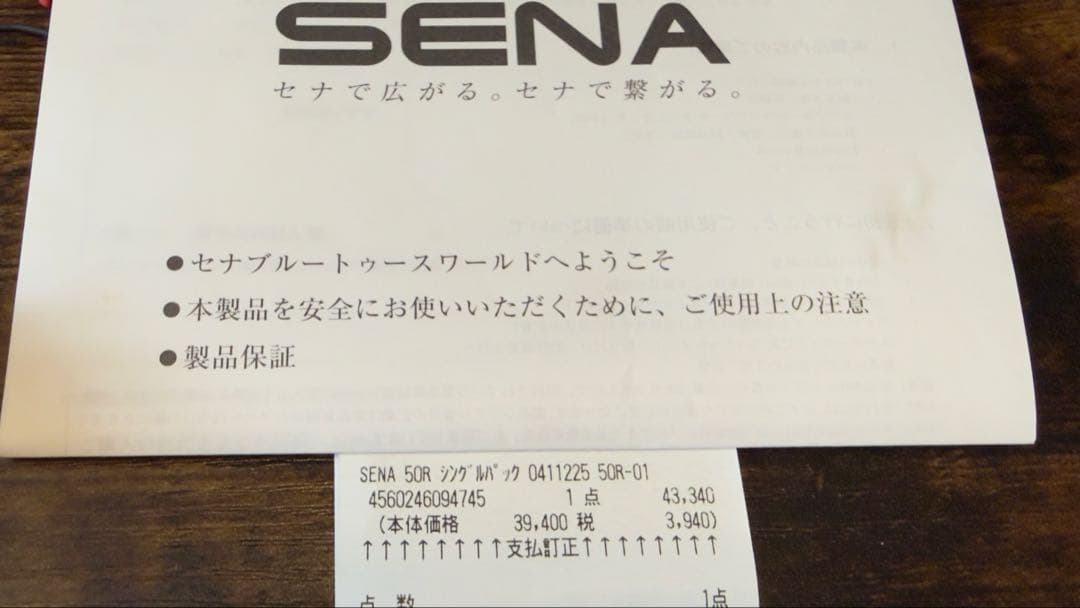 SENA
セナで広がる。セナで繋がる。
●セナブルートゥースワールドへようこそ
●本製品を安全にお使いいただくために、ご使用上の注意
●製品保証
SENA 50R ｼﾝｸﾞﾙﾊﾟｯｸ 0411225 50R-01
4560246094745 1点 43,340
(本体価格 39,400 税 3,940)
↑↑↑↑↑↑↑↑支払訂正↑↑↑↑↑↑↑↑
点 数 1点